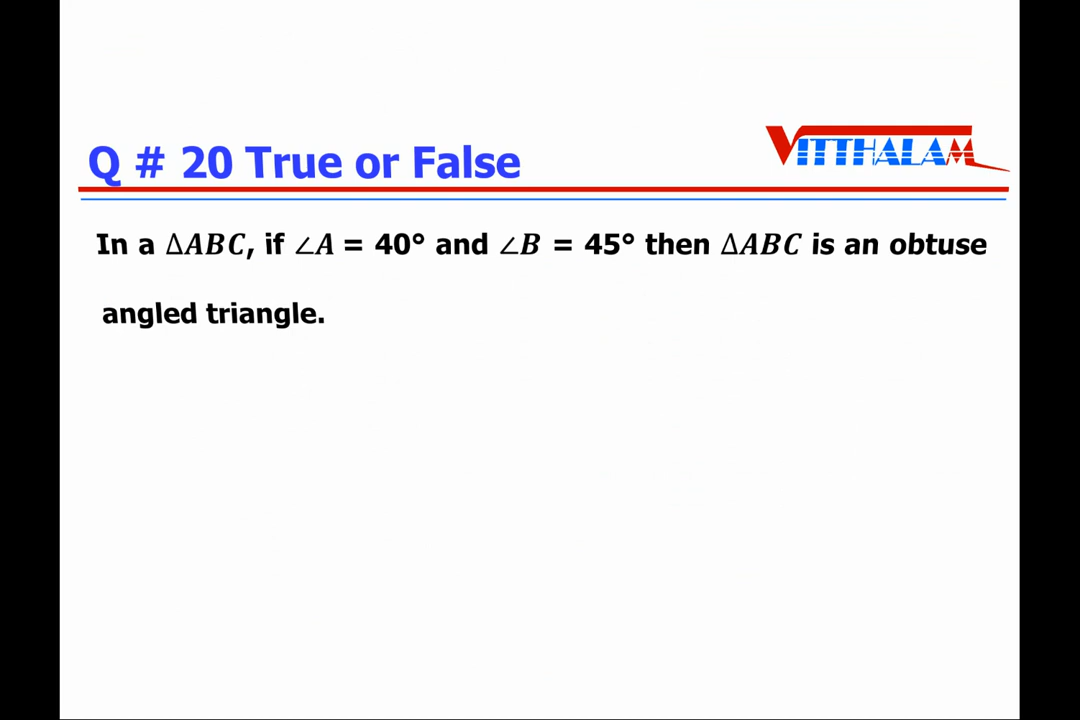 VITTHALAM
Q # 20 True or False
In a ΔABC, if ∠A = 40° and ∠B = 45° then ΔABC is an obtuse
angled triangle.